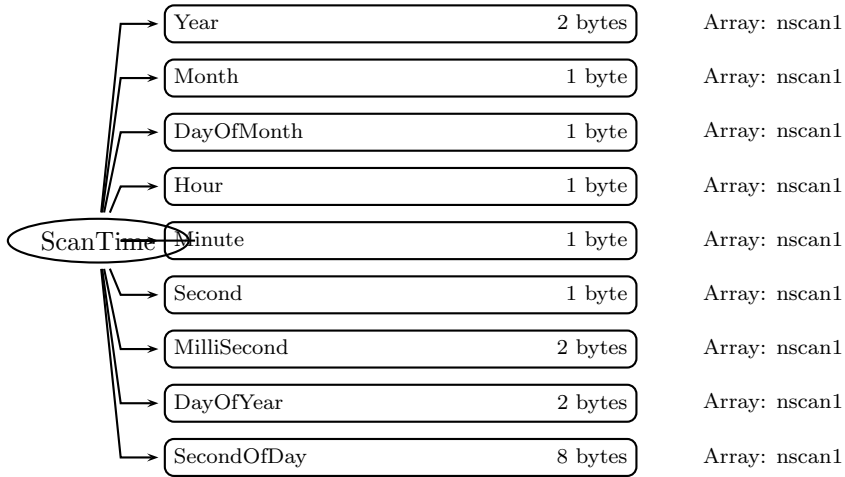 Year 2 bytes Array: nscan1
Month 1 byte Array: nscan1
DayOfMonth 1 byte Array: nscan1
Hour 1 byte Array: nscan1
ScanTime Minute 1 byte Array: nscan1
Second 1 byte Array: nscan1
MilliSecond 2 bytes Array: nscan1
DayOfYear 2 bytes Array: nscan1
SecondOfDay 8 bytes Array: nscan1